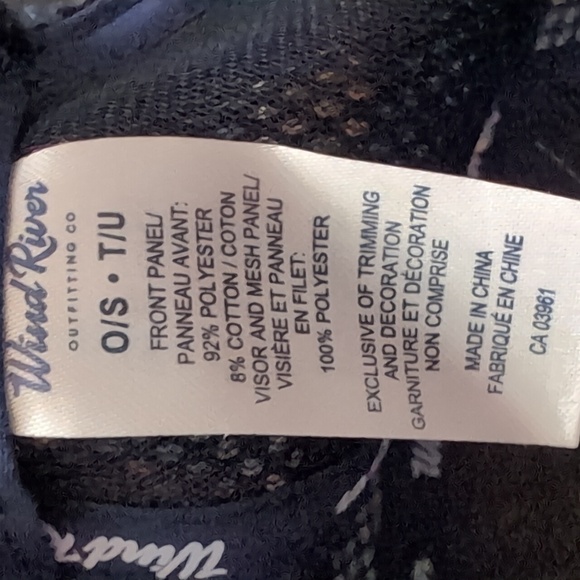 Wind River
OUTFITTING CO
O/S • T/U
FRONT PANEL/
PANNEAU AVANT:
92% POLYESTER
8% COTTON / COTON
VISOR AND MESH PANEL/
VISIÈRE ET PANNEAU
EN FILET:
100% POLYESTER
EXCLUSIVE OF TRIMMING
AND DECORATION
GARNITURE ET DÉCORATION
NON COMPRISE
MADE IN CHINA
FABRIQUÉ EN CHINE
CA 03961
Wind